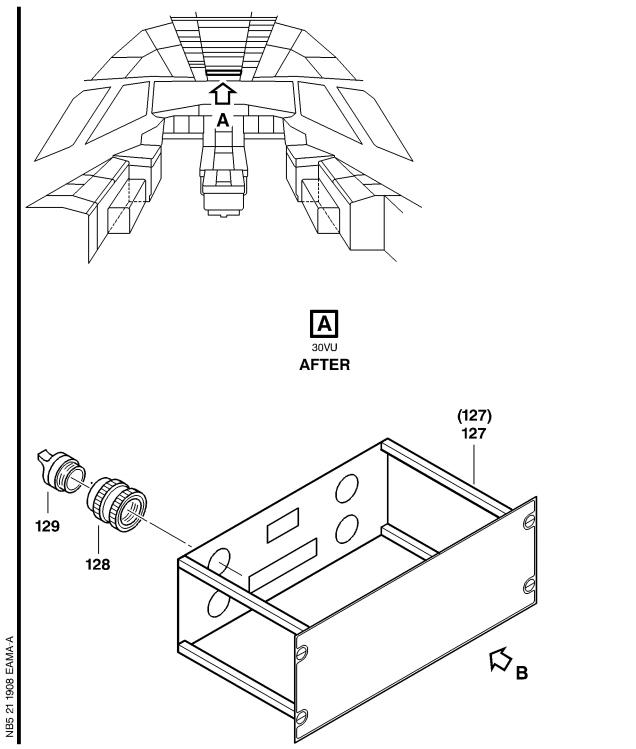 A
A
30VU
AFTER
(127)
127
129
128
B
NB5 21 1908 EAMA-A